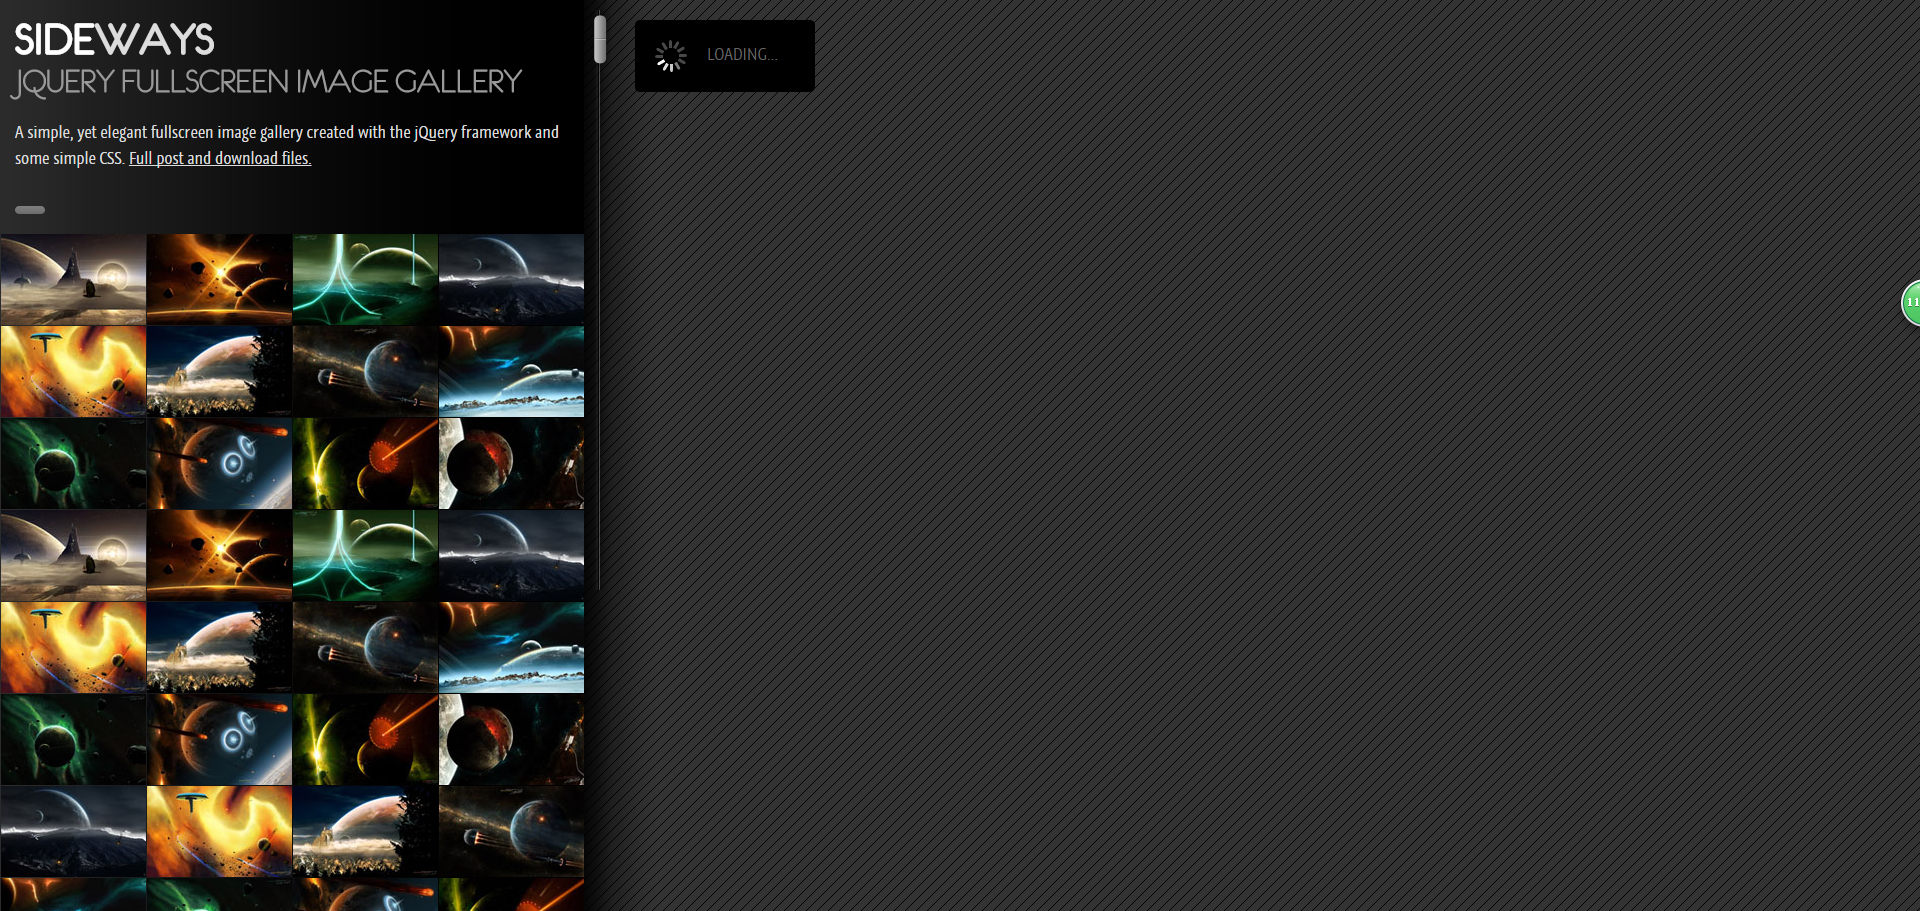 SIDEWAYS
JQUERY FULLSCREEN IMAGE GALLERY
A simple, yet elegant fullscreen image gallery created with the jQuery framework and
some simple CSS. Full post and download files.
LOADING...
11